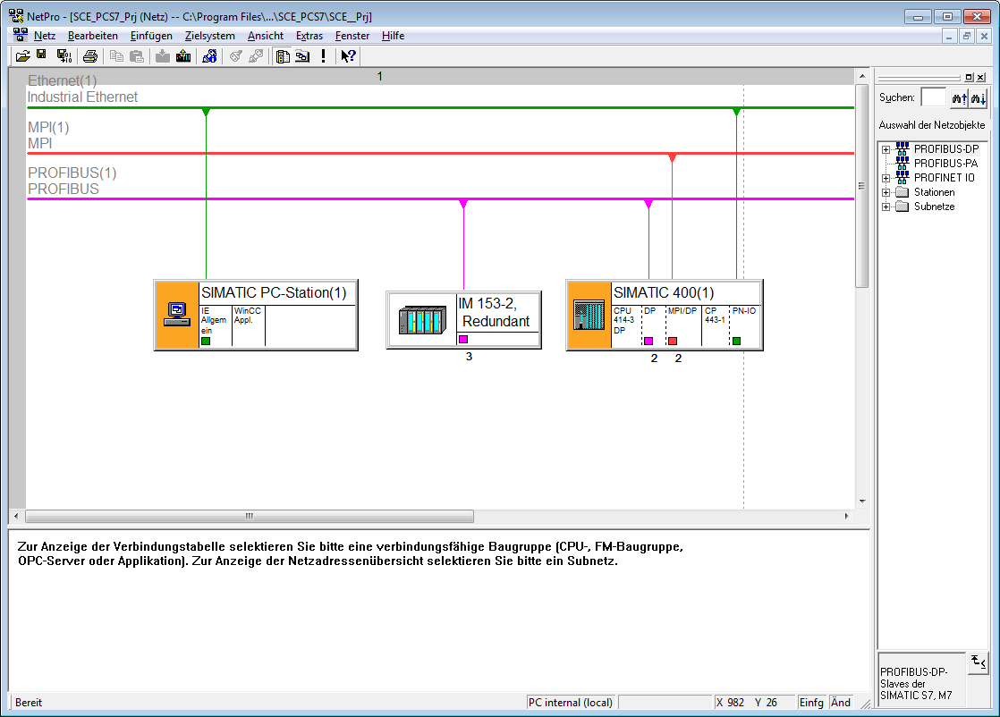 NetPro - [SCE_PCS7_Prj (Netz) -- C:\Program Files\...\SCE_PCS7\SCE__Prj]
Netz Bearbeiten Einfügen Zielsystem Ansicht Extras Fenster Hilfe
1
Ethernet(1)
Industrial Ethernet
MPI(1)
MPI
PROFIBUS(1)
PROFIBUS
SIMATIC PC-Station(1)
IE
Allgem
ein
WinCC
Appl.
IM 153-2,
Redundant
3
SIMATIC 400(1)
CPU
414-3
DP
DP
MPI/DP
CP
443-1
PN-IO
2 2
Suchen:
Auswahl der Netzobjekte
PROFIBUS-DP
PROFIBUS-PA
PROFINET IO
Stationen
Subnetze
Zur Anzeige der Verbindungstabelle selektieren Sie bitte eine verbindungsfähige Baugruppe (CPU-, FM-Baugruppe,
OPC-Server oder Applikation). Zur Anzeige der Netzadressenübersicht selektieren Sie bitte ein Subnetz.
PROFIBUS-DP-
Slaves der
SIMATIC S7, M7
Bereit PC internal (local) X 982 Y 26 Einfg Änd